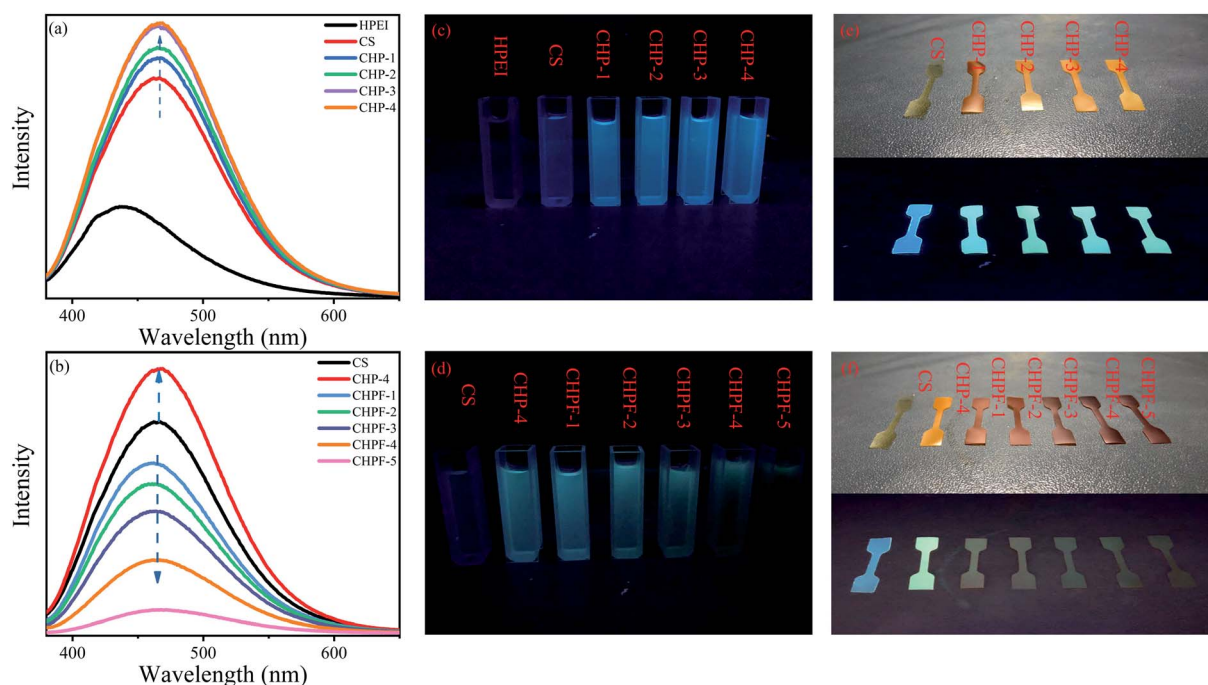 (a)
HPEI
CS
CHP-1
CHP-2
CHP-3
CHP-4
Intensity
400
500
600
Wavelength (nm)
(c)
HPEI
CS
CHP-1
CHP-2
CHP-3
CHP-4
(e)
CS
CHP-1
CHP-2
CHP-3
CHP-4
(b)
CS
CHP-4
CHPF-1
CHPF-2
CHPF-3
CHPF-4
CHPF-5
Intensity
400
500
600
Wavelength (nm)
(d)
CS
CHP-4
CHPF-1
CHPF-2
CHPF-3
CHPF-4
CHPF-5
(f)
CS
CHP-4
CHPF-1
CHPF-2
CHPF-3
CHPF-4
CHPF-5